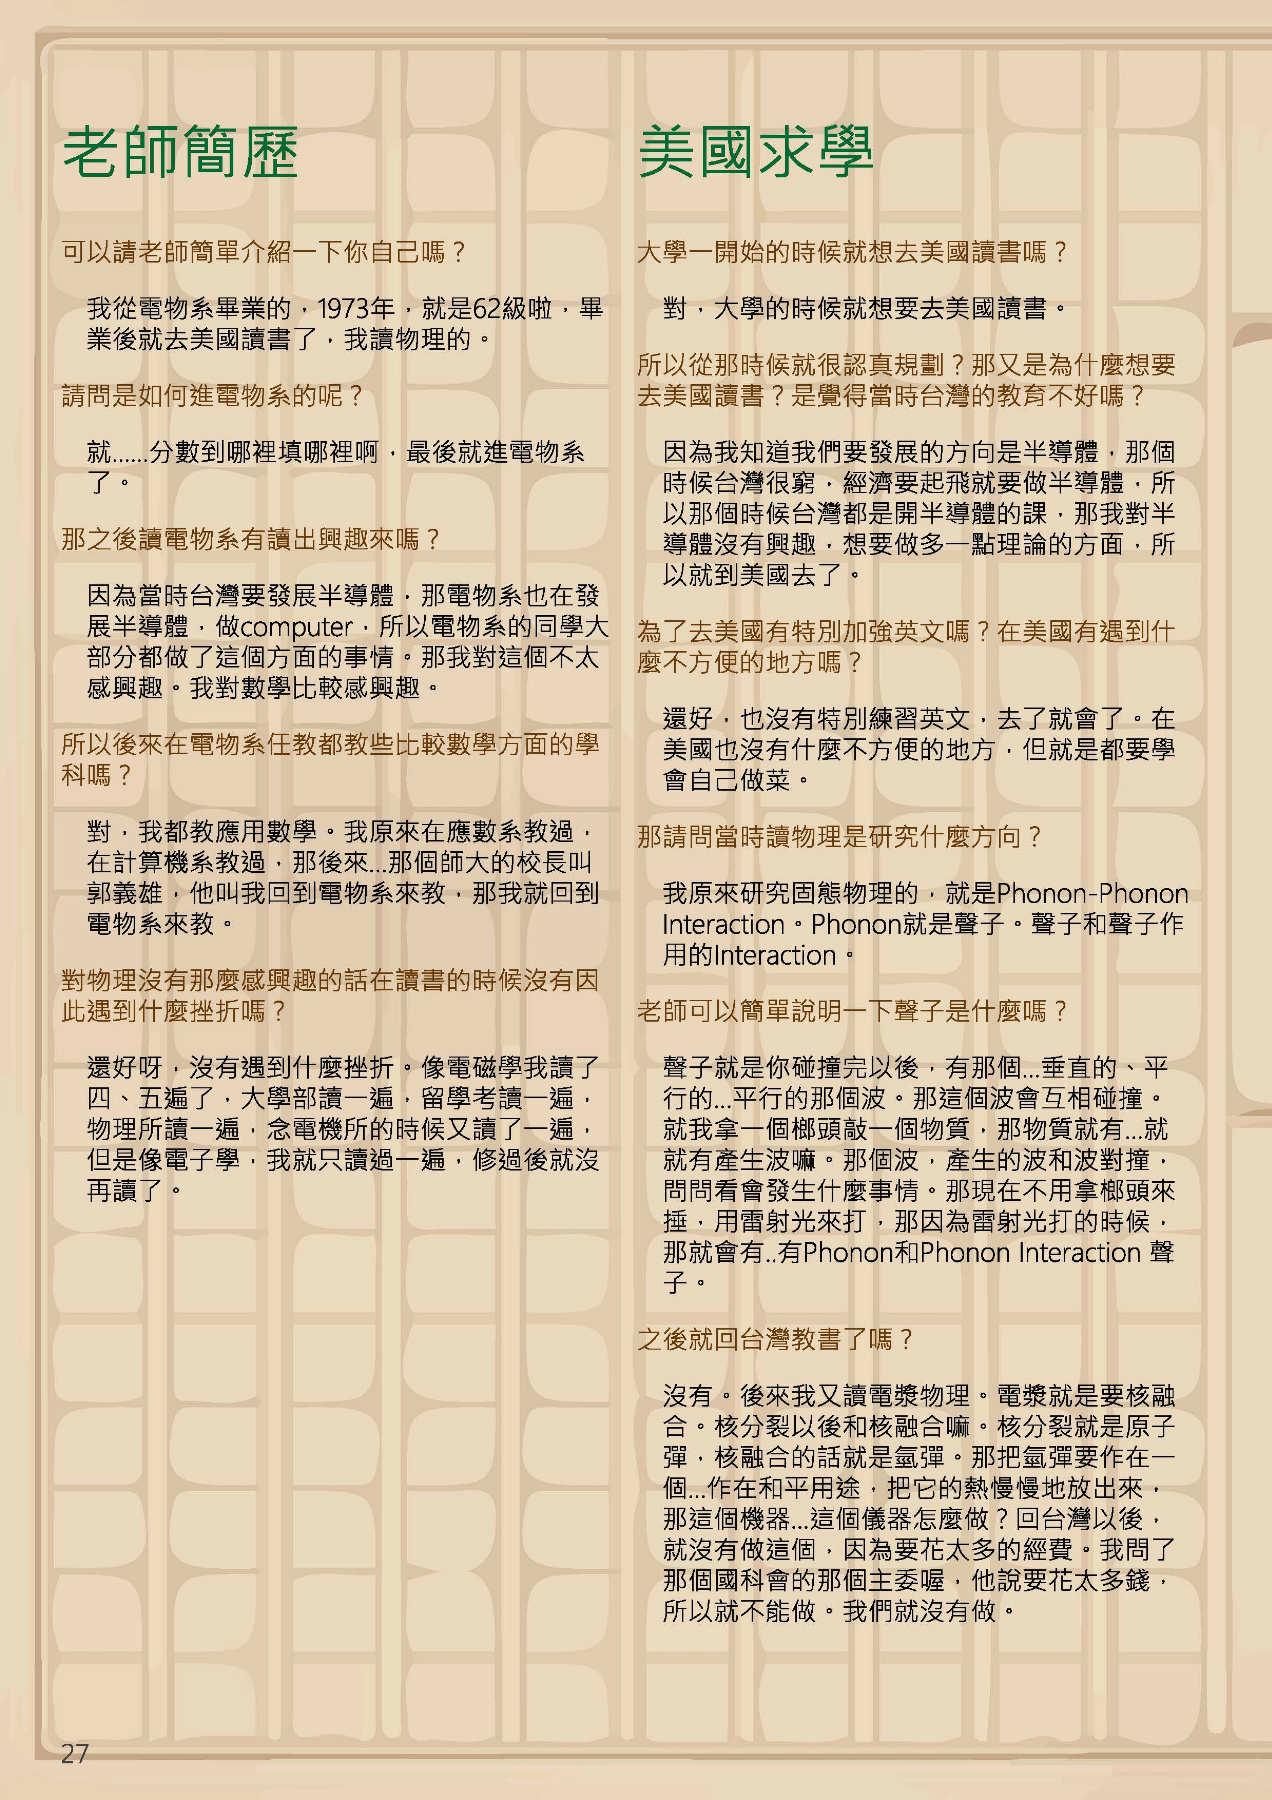 老師簡歷
可以請老師簡單介紹一下你自己嗎？
我從電物系畢業的，1973年，就是62級啦，畢
業後就去美國讀書了，我讀物理的。
請問是如何進電物系的呢？
就......分數到哪裡填哪裡啊，最後就進電物系
了。
那之後讀電物系有讀出興趣來嗎？
因為當時台灣要發展半導體，那電物系也在發
展半導體，做computer，所以電物系的同學大
部分都做了這個方面的事情。那我對這個不太
感興趣。我對數學比較感興趣。
所以後來在電物系任教都教些比較數學方面的學
科嗎？
對，我都教應用數學。我原來在應數系教過，
在計算機系教過，那後來...那個師大的校長叫
郭義雄，他叫我回到電物系來教，那我就回到
電物系來教。
對物理沒有那麼感興趣的話在讀書的時候沒有因
此遇到什麼挫折嗎？
還好呀，沒有遇到什麼挫折。像電磁學我讀了
四、五遍了，大學部讀一遍，留學考讀一遍，
物理所讀一遍，念電機所的時候又讀了一遍，
但是像電子學，我就只讀過一遍，修過後就沒
再讀了。
美國求學
大學一開始的時候就想去美國讀書嗎？
對，大學的時候就想要去美國讀書。
所以從那時候就很認真規劃？那又是為什麼想要
去美國讀書？是覺得當時台灣的教育不好嗎？
因為我知道我們要發展的方向是半導體，那個
時候台灣很窮，經濟要起飛就要做半導體，所
以那個時候台灣都是開半導體的課，那我對半
導體沒有興趣，想要做多一點理論的方面，所
以就到美國去了。
為了去美國有特別加強英文嗎？在美國有遇到什
麼不方便的地方嗎？
還好，也沒有特別練習英文，去了就會了。在
美國也沒有什麼不方便的地方，但就是都要學
會自己做菜。
那請問當時讀物理是研究什麼方向？
我原來研究固態物理的，就是Phonon-Phonon
Interaction。Phonon就是聲子。聲子和聲子作
用的Interaction。
老師可以簡單說明一下聲子是什麼嗎？
聲子就是你碰撞完以後，有那個...垂直的、平
行的...平行的那個波。那這個波會互相碰撞。
就我拿一個榔頭敲一個物質，那物質就有...就
就有產生波嘛。那個波，產生的波和波對撞，
問問看會發生什麼事情。那現在不用拿榔頭來
捶，用雷射光來打，那因為雷射光打的時候，
那就會有..有Phonon和Phonon Interaction 聲
子。
之後就回台灣教書了嗎？
沒有。後來我又讀電漿物理。電漿就是要核融
合。核分裂以後和核融合嘛。核分裂就是原子
彈，核融合的話就是氫彈。那把氫彈要作在一
個...作在和平用途，把它的熱慢慢地放出來，
那這個機器...這個儀器怎麼做？回台灣以後，
就沒有做這個，因為要花太多的經費。我問了
那個國科會的那個主委喔，他說要花太多錢，
所以就不能做。我們就沒有做。
27